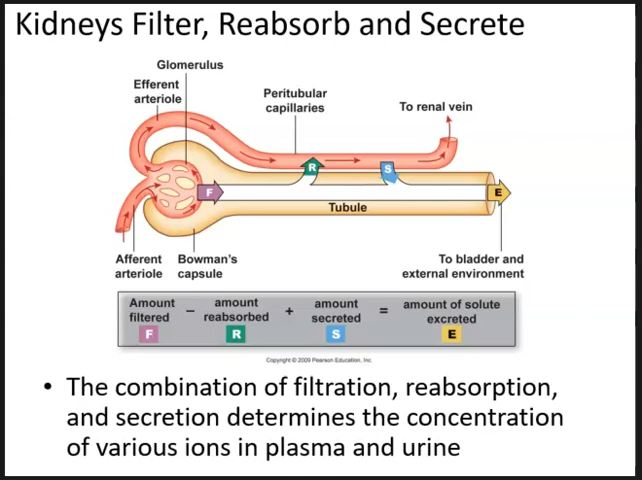 Kidneys Filter, Reabsorb and Secrete
Glomerulus
Efferent
arteriole
Peritubular
capillaries
To renal vein
R
S
F
E
Tubule
Afferent
arteriole
Bowman's
capsule
To bladder and
external environment
Amount
filtered
F
–
amount
reabsorbed
R
+
amount
secreted
S
=
amount of solute
excreted
E
Copyright © 2009 Pearson Education, Inc.
• The combination of filtration, reabsorption,
and secretion determines the concentration
of various ions in plasma and urine